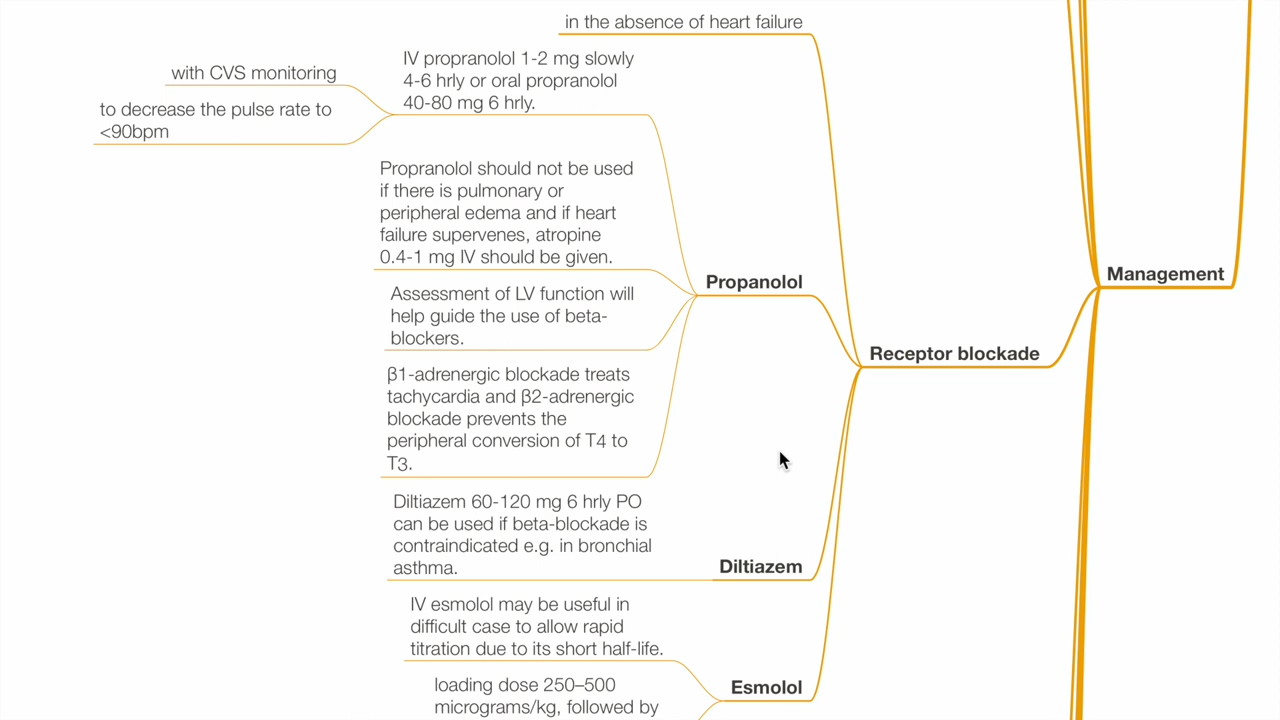 in the absence of heart failure
IV propranolol 1-2 mg slowly
4-6 hrly or oral propranolol
40-80 mg 6 hrly.
with CVS monitoring
to decrease the pulse rate to
<90bpm
Propranolol should not be used
if there is pulmonary or
peripheral edema and if heart
failure supervenes, atropine
0.4-1 mg IV should be given.
Propanolol
Management
Assessment of LV function will
help guide the use of beta-
blockers.
Receptor blockade
β1-adrenergic blockade treats
tachycardia and β2-adrenergic
blockade prevents the
peripheral conversion of T4 to
T3.
Diltiazem 60-120 mg 6 hrly PO
can be used if beta-blockade is
contraindicated e.g. in bronchial
asthma.
Diltiazem
IV esmolol may be useful in
difficult case to allow rapid
titration due to its short half-life.
Esmolol
loading dose 250–500
micrograms/kg, followed by